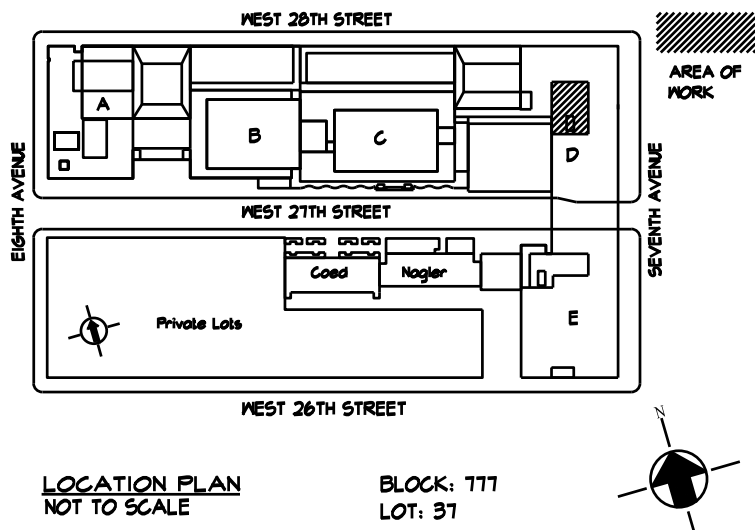 WEST 28TH STREET
AREA OF
WORK
A
B
C
D
EIGHTH AVENUE
SEVENTH AVENUE
WEST 27TH STREET
Coed
Nagler
Private Lots
E
WEST 26TH STREET
N
LOCATION PLAN
NOT TO SCALE
BLOCK: 777
LOT: 37